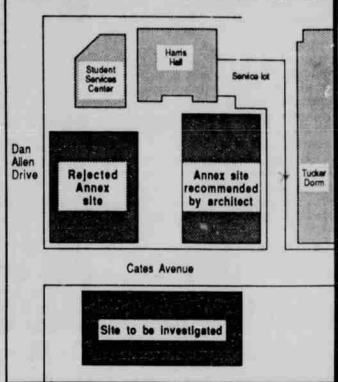 Harris
Hall
Student
Services
Center
Service lot
Dan
Allen
Drive
Rejected
Annex
site
Annex site
recommended
by architect
Tucker
Dorm
Cates Avenue
Site to be investigated